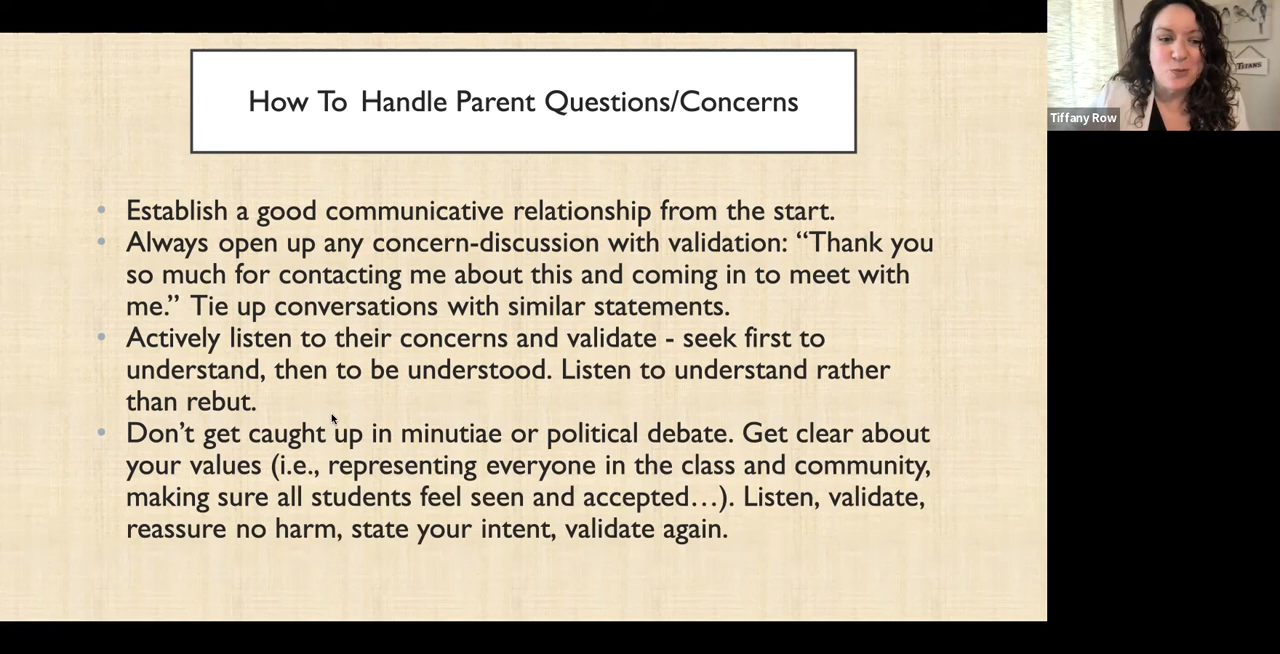 How To Handle Parent Questions/Concerns
TITANS
Tiffany Row
• Establish a good communicative relationship from the start.
• Always open up any concern-discussion with validation: “Thank you
so much for contacting me about this and coming in to meet with
me.” Tie up conversations with similar statements.
• Actively listen to their concerns and validate - seek first to
understand, then to be understood. Listen to understand rather
than rebut.
• Don’t get caught up in minutiae or political debate. Get clear about
your values (i.e., representing everyone in the class and community,
making sure all students feel seen and accepted…). Listen, validate,
reassure no harm, state your intent, validate again.